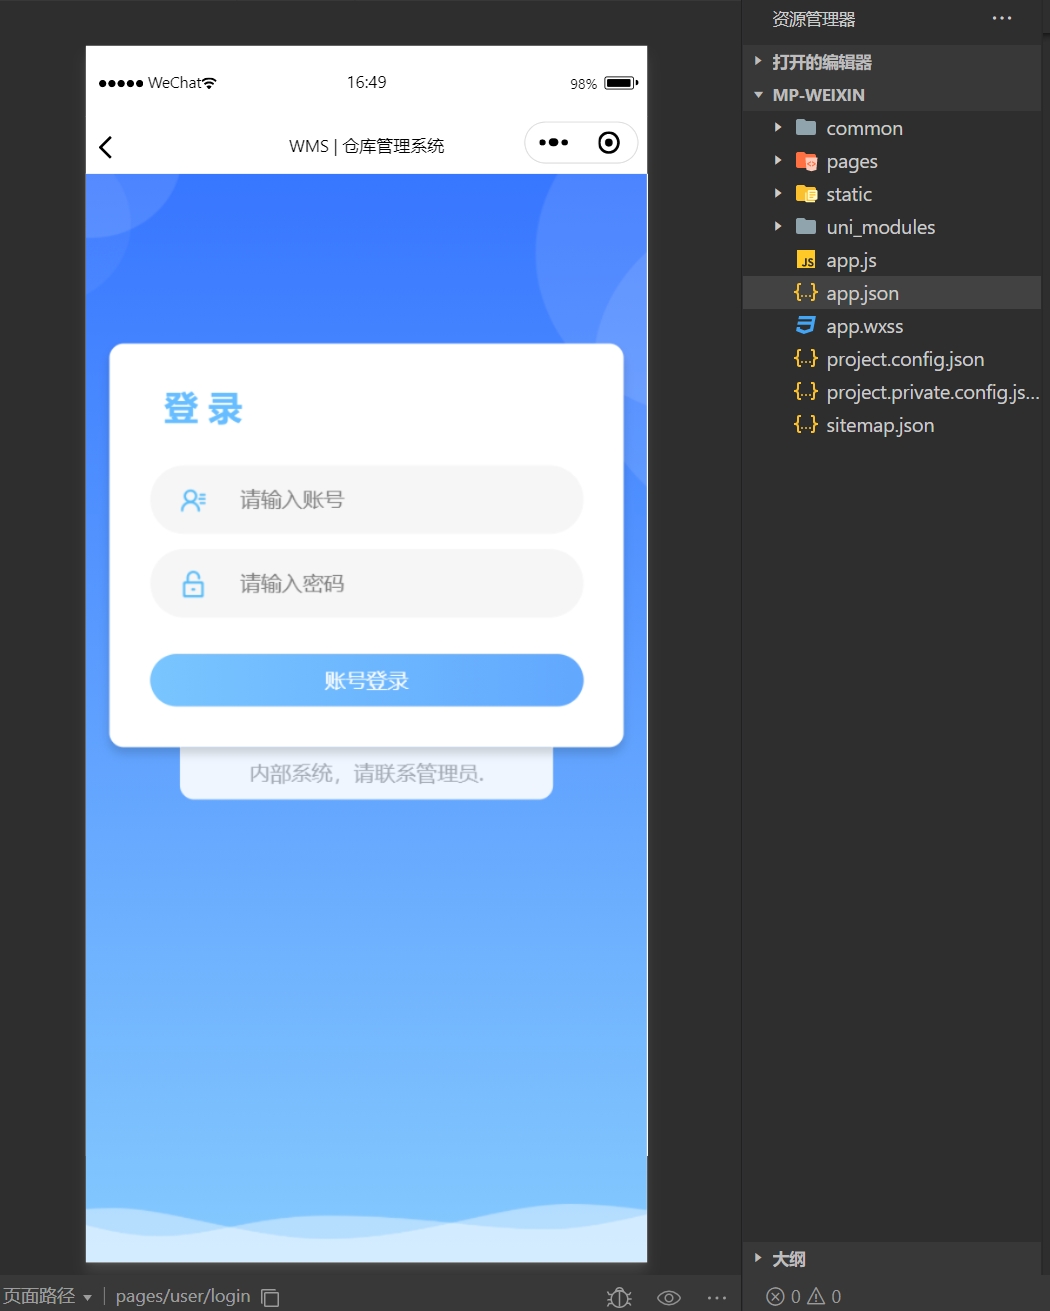 WeChat
16:49
98%
WMS | 仓库管理系统
登 录
请输入账号
请输入密码
账号登录
内部系统，请联系管理员.
页面路径
pages/user/login
资源管理器
打开的编辑器
MP-WEIXIN
common
pages
static
uni_modules
JS app.js
{..} app.json
app.wxss
{..} project.config.json
{..} project.private.config.js...
{..} sitemap.json
大纲
0
0